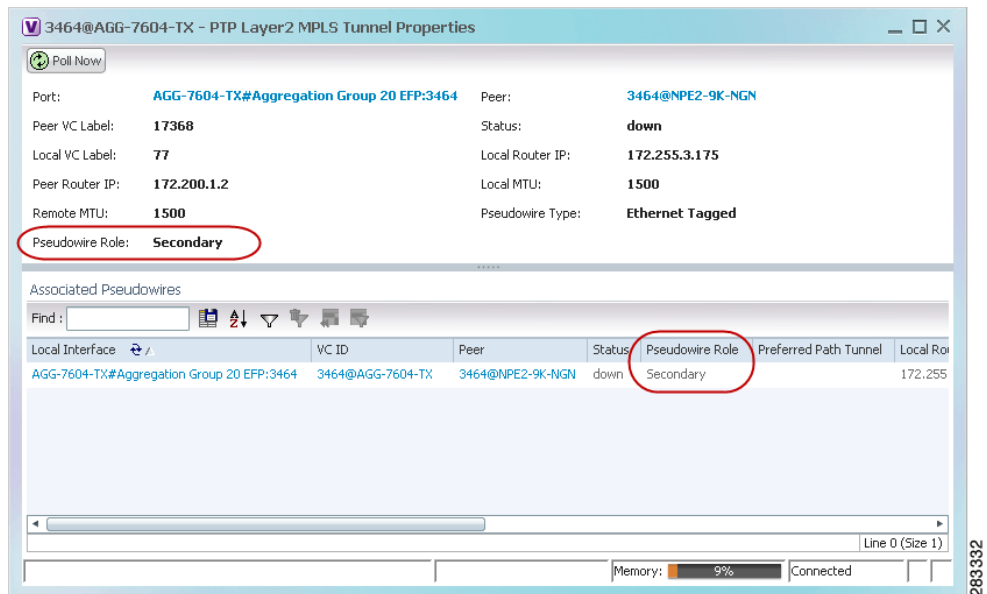 3464@AGG-7604-TX - PTP Layer2 MPLS Tunnel Properties
Poll Now
Port: AGG-7604-TX#Aggregation Group 20 EFP:3464 Peer: 3464@NPE2-9K-NGN
Peer VC Label: 17368 Status: down
Local VC Label: 77 Local Router IP: 172.255.3.175
Peer Router IP: 172.200.1.2 Local MTU: 1500
Remote MTU: 1500 Pseudowire Type: Ethernet Tagged
Pseudowire Role: Secondary
Associated Pseudowires
Find :
Local Interface VC ID Peer Status Pseudowire Role Preferred Path Tunnel Local Rou
AGG-7604-TX#Aggregation Group 20 EFP:3464 3464@AGG-7604-TX 3464@NPE2-9K-NGN down Secondary 172.255
Line 0 (Size 1)
Memory: 9% Connected
283332